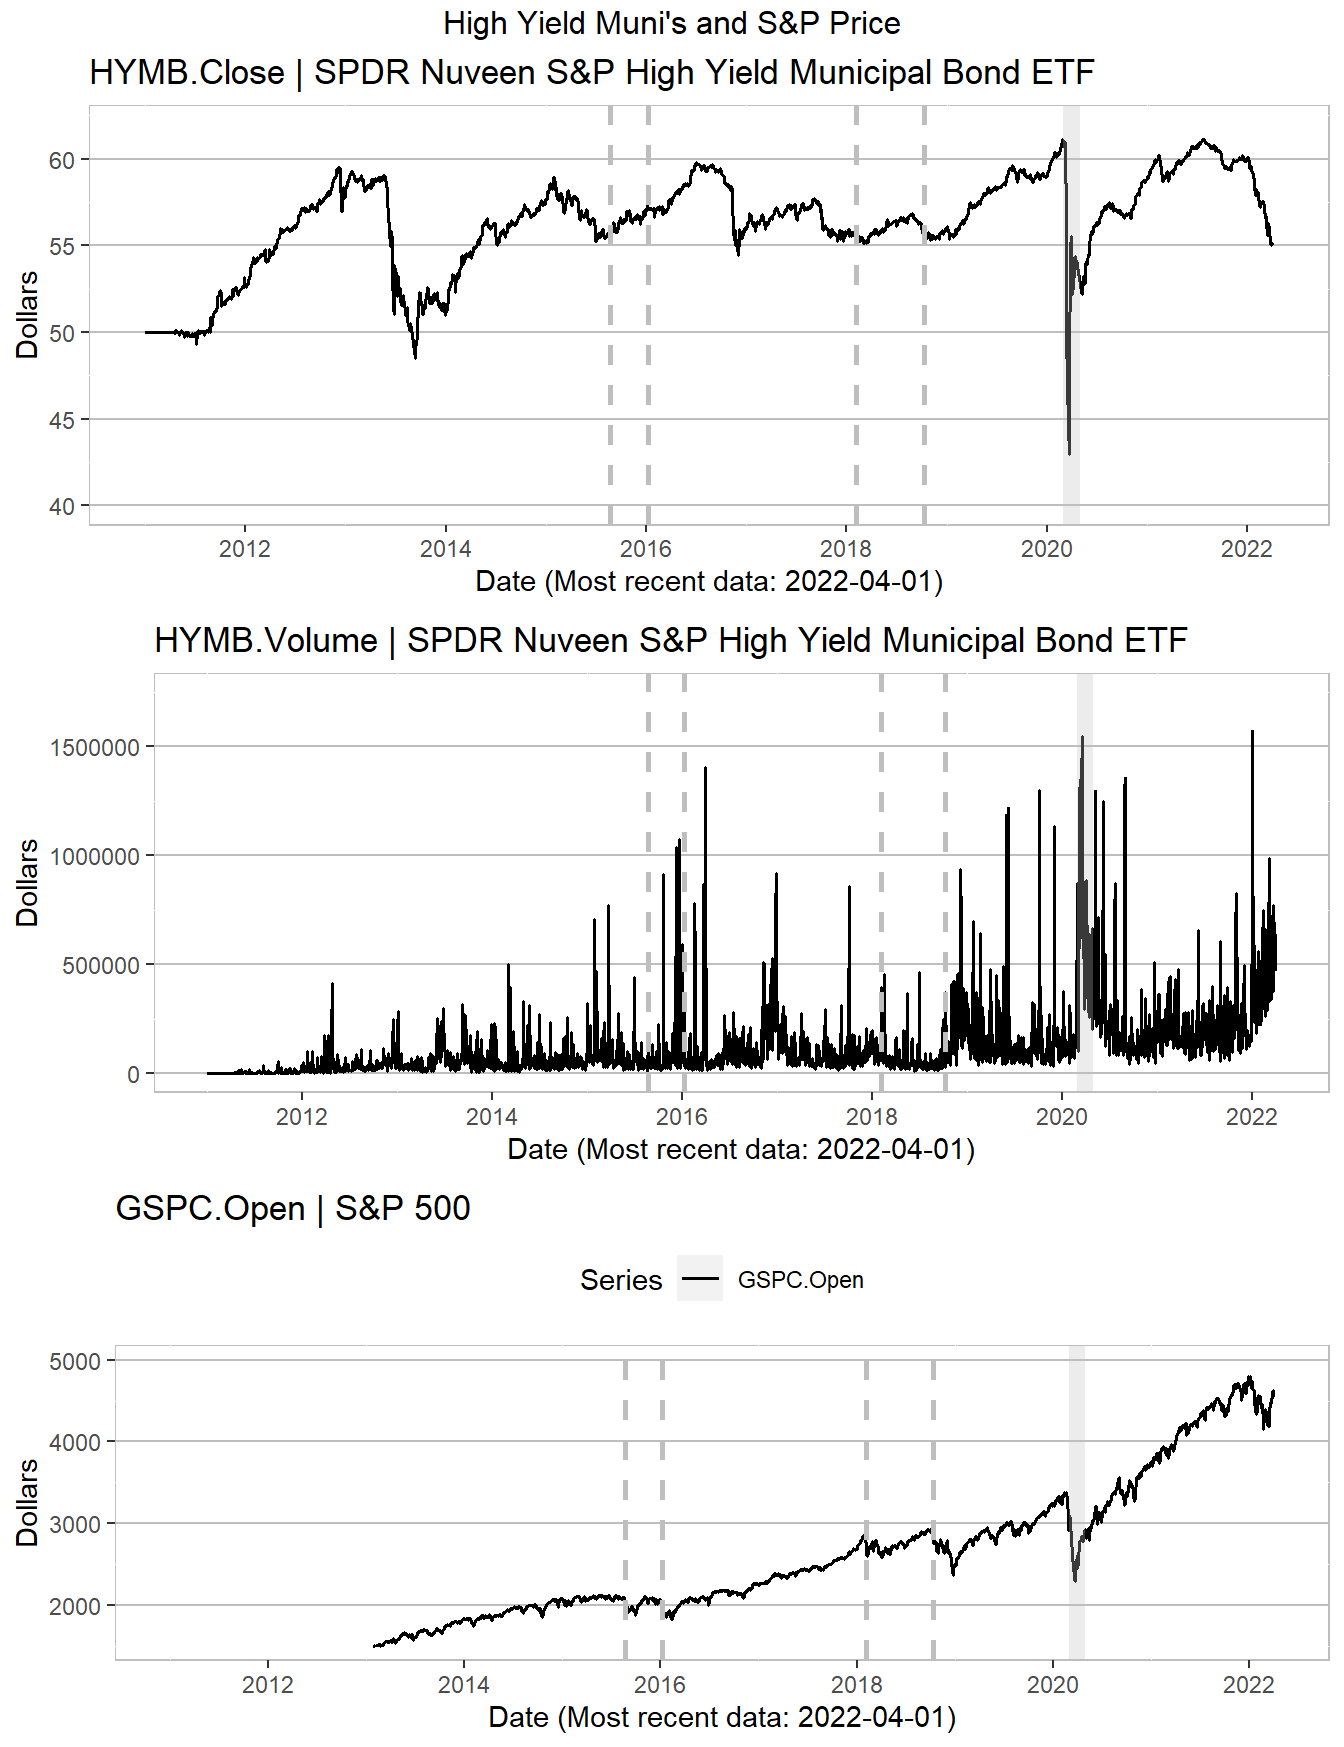 High Yield Muni's and S&P Price
HYMB.Close | SPDR Nuveen S&P High Yield Municipal Bond ETF
60
55
50
45
40
Dollars
2012 2014 2016 2018 2020 2022
Date (Most recent data: 2022-04-01)
HYMB.Volume | SPDR Nuveen S&P High Yield Municipal Bond ETF
1500000
1000000
500000
0
Dollars
2012 2014 2016 2018 2020 2022
Date (Most recent data: 2022-04-01)
GSPC.Open | S&P 500
Series GSPC.Open
5000
4000
3000
2000
Dollars
2012 2014 2016 2018 2020 2022
Date (Most recent data: 2022-04-01)